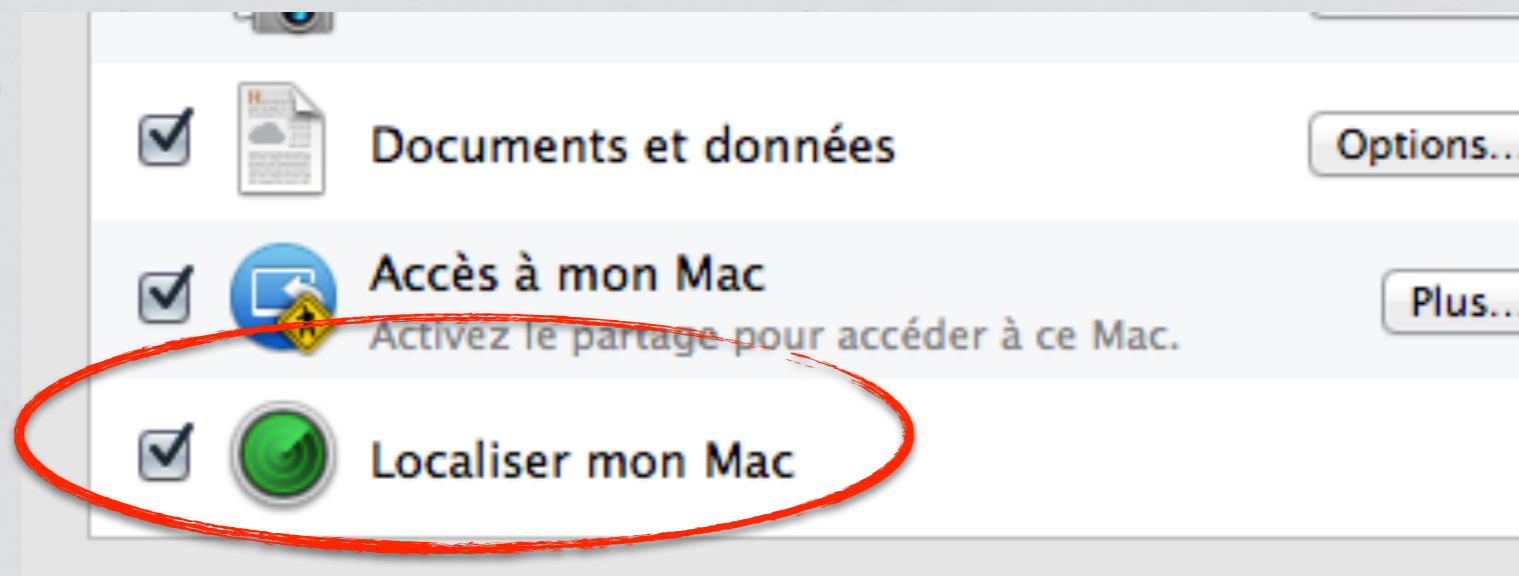 Documents et données
Options...
Accès à mon Mac
Activez le partage pour accéder à ce Mac.
Plus...
Localiser mon Mac